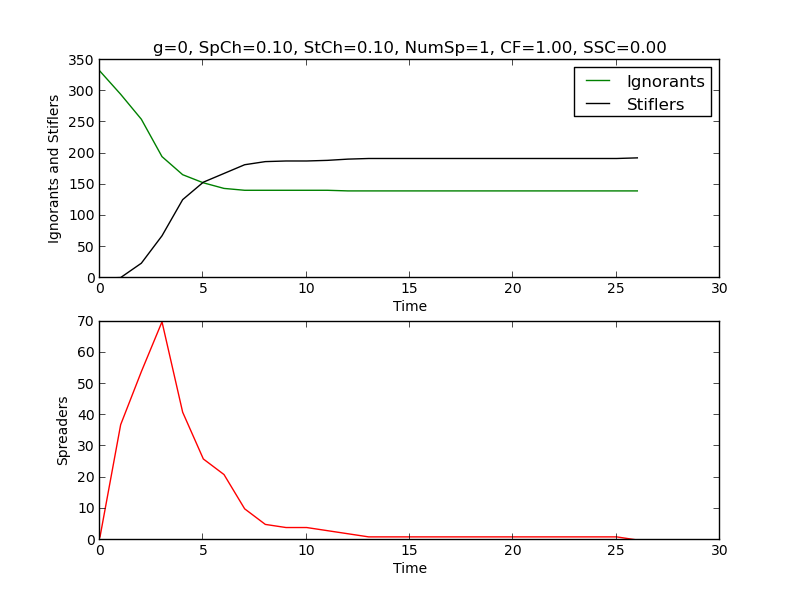 g=0, SpCh=0.10, StCh=0.10, NumSp=1, CF=1.00, SSC=0.00
350
300
250
200
150
100
50
0
Ignorants and Stiflers
Ignorants
Stiflers
0 5 10 15 20 25 30
Time
70
60
50
40
30
20
10
0
Spreaders
0 5 10 15 20 25 30
Time